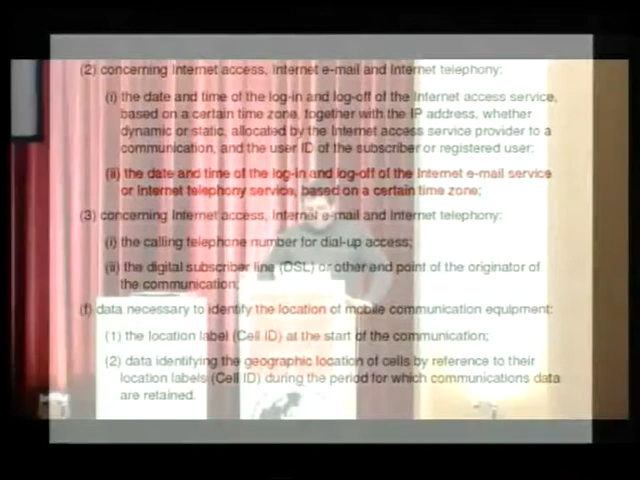 (2) concerning Internet access, Internet e-mail and Internet telephony:
(i) the date and time of the log-in and log-off of the Internet access service,
based on a certain time zone, together with the IP address, whether
dynamic or static, allocated by the Internet access service provider to a
communication, and the user ID of the subscriber or registered user;
(ii) the date and time of the log-in and log-off of the Internet e-mail service
or Internet telephony service, based on a certain time zone;
(3) concerning Internet access, Internet e-mail and Internet telephony:
(i) the calling telephone number for dial-up access;
(ii) the digital subscriber line (DSL) or other end point of the originator of
the communication;
(f) data necessary to identify the location of mobile communication equipment:
(1) the location label (Cell ID) at the start of the communication;
(2) data identifying the geographic location of cells by reference to their
location labels (Cell ID) during the period for which communications data
are retained.